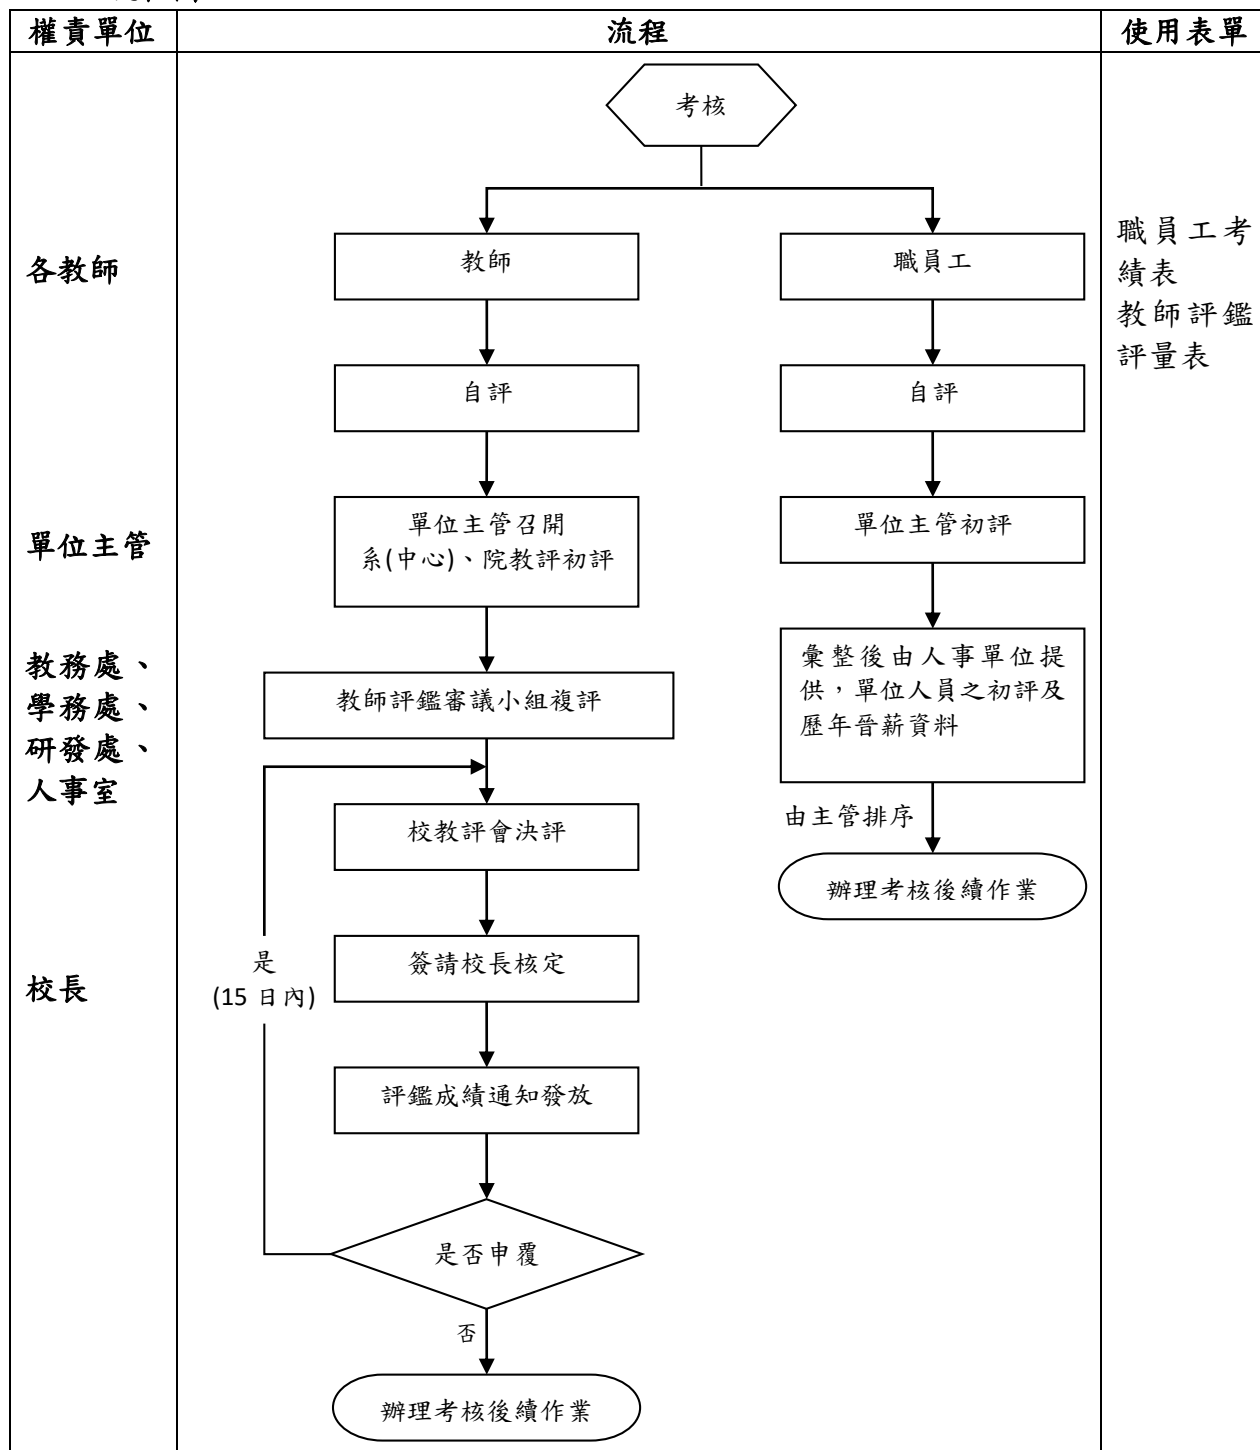 權責單位
流程
使用表單
考核
各教師
教師
職員工
職員工考
績表
教師評鑑
評量表
自評
自評
單位主管
單位主管召開
系(中心)、院教評初評
單位主管初評
教務處、
學務處、
研發處、
人事室
教師評鑑審議小組複評
彙整後由人事單位提
供，單位人員之初評及
歷年晉薪資料
校教評會決評
由主管排序
辦理考核後續作業
校長
是
(15 日內)
簽請校長核定
評鑑成績通知發放
是否申覆
否
辦理考核後續作業